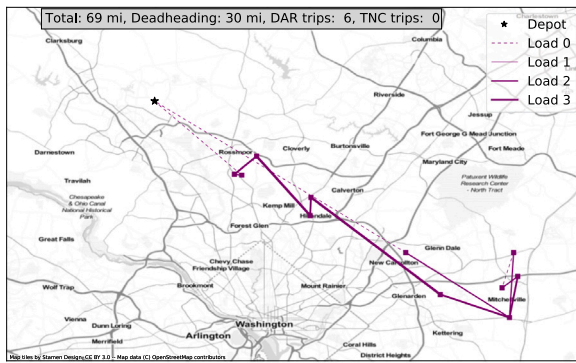 Total: 69 mi, Deadheading: 30 mi, DAR trips: 6, TNC trips: 0
Depot
Load 0
Load 1
Load 2
Load 3
Clarksburg
Columbia
Riverside
Jessup
Fort George G Mead Junction
Fort Meade
Darnestown
Rossmoor
Cloverly
Burtonsville
Maryland City
Travilah
Calverton
Patuxent Wildlife
Research Center
- North Tract
Chesapeake
& Ohio Canal
National Historical
Park
Kemp Mill
Hillandale
Forest Glen
Great Falls
Glenn Dale
Chevy Chase
Friendship Village
New Carrollton
Wolf Trap
Brookmont
Mount Rainier
Glenarden
Mitchellville
Vienna
Dunn Loring
Washington
Merrifield
Arlington
Kettering
Coral Hills
District Heights
Map tiles by Stamen Design, CC BY 3.0 -- Map data (C) OpenStreetMap contributors